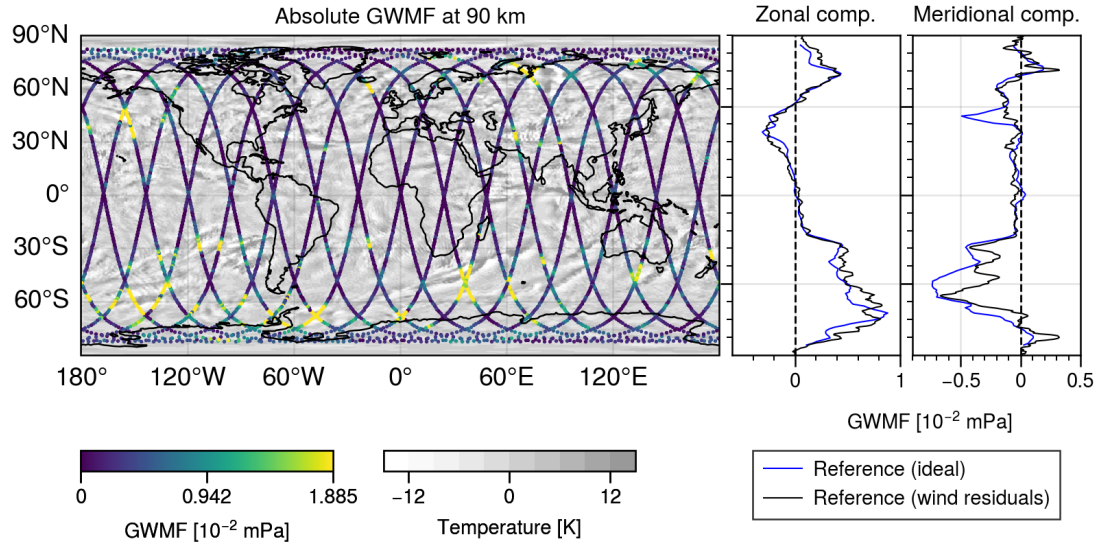 Absolute GWMF at 90 km
Zonal comp.
Meridional comp.
90°N
60°N
30°N
0°
30°S
60°S
180°
120°W
60°W
0°
60°E
120°E
0
1
−0.5
0
0.5
GWMF [10⁻² mPa]
0
0.942
1.885
GWMF [10⁻² mPa]
−12
0
12
Temperature [K]
Reference (ideal)
Reference (wind residuals)